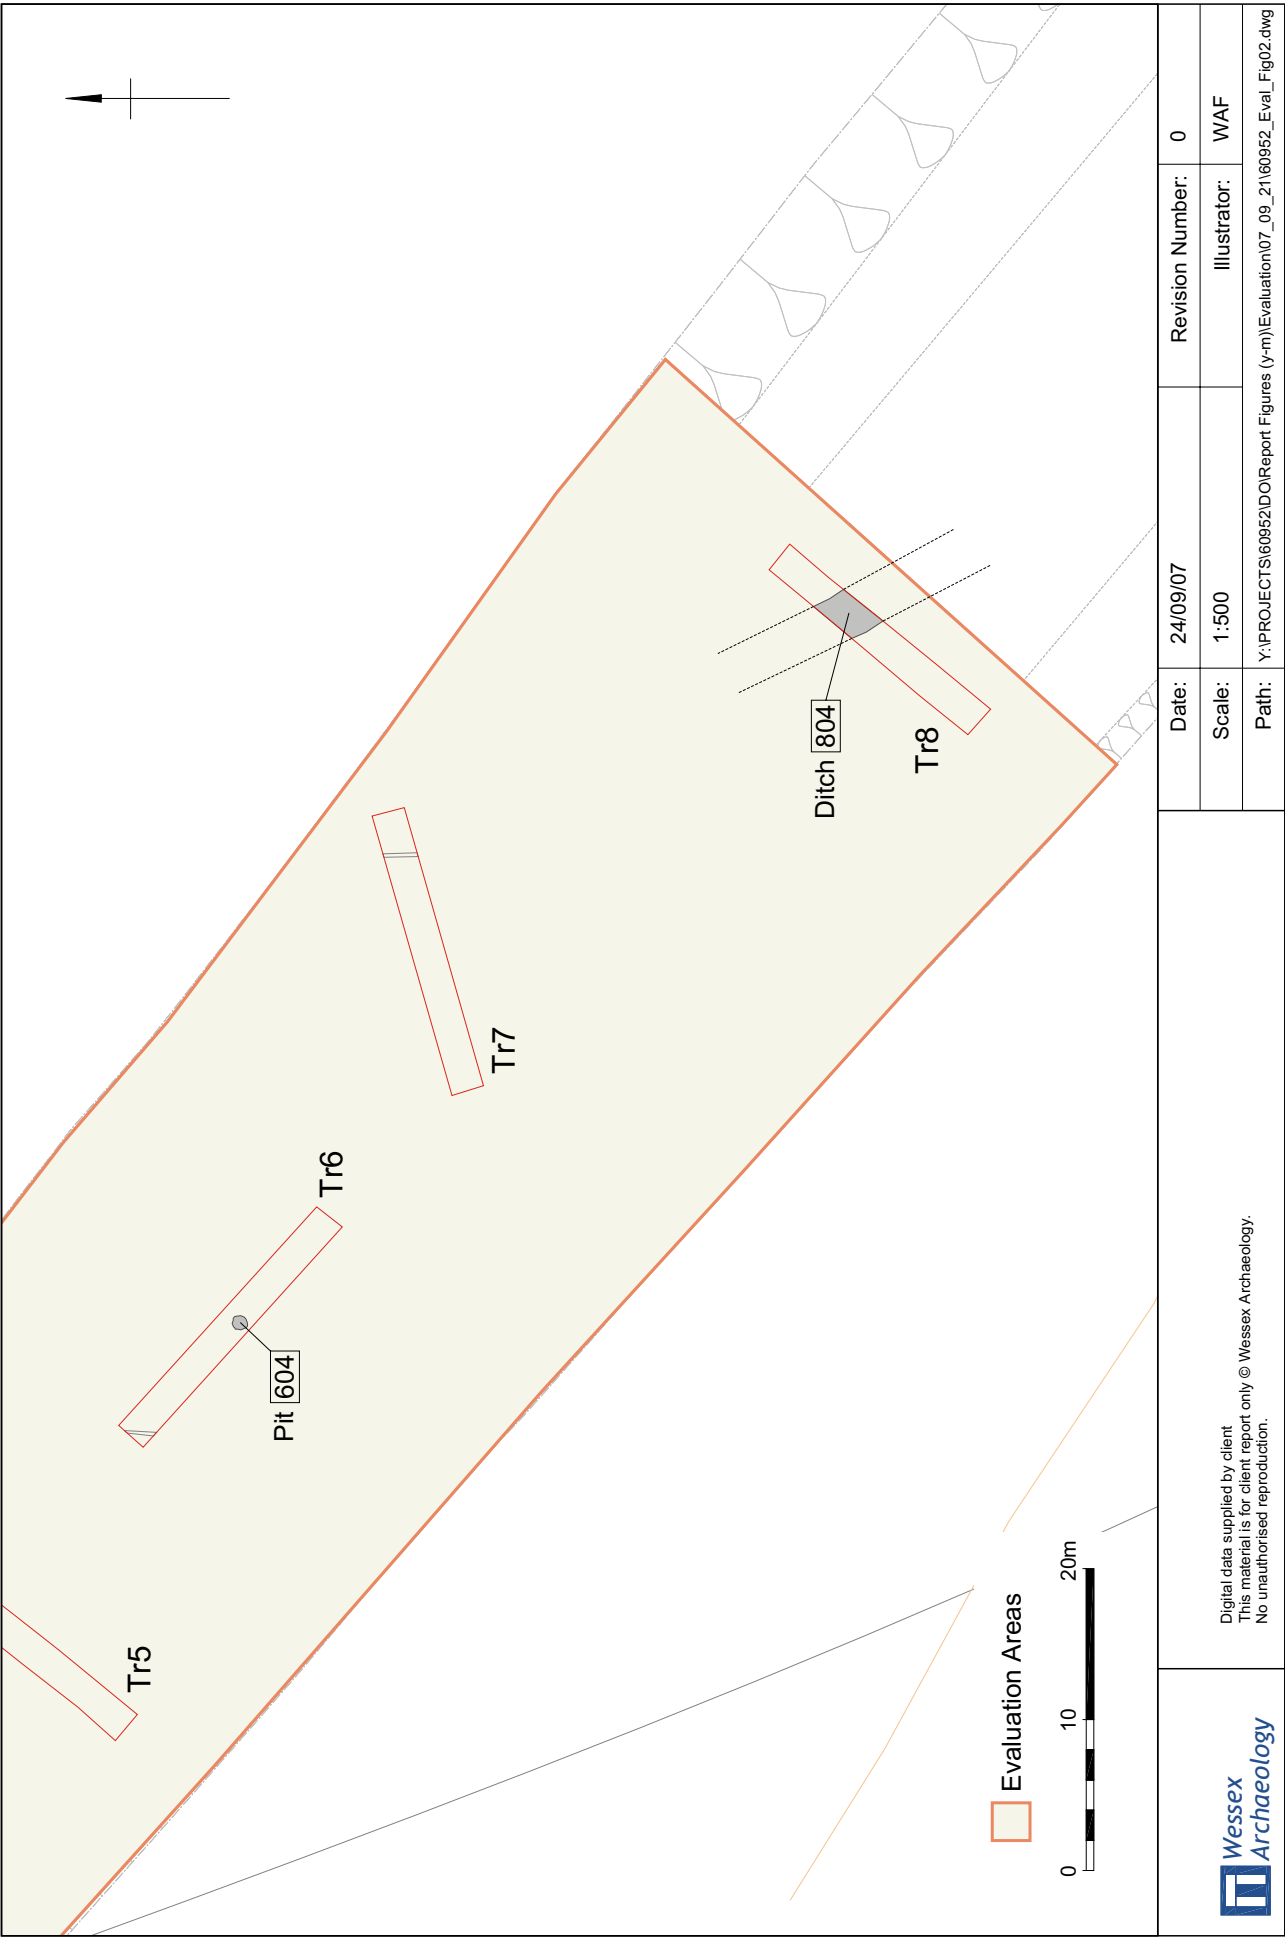 Tr5
Tr6
Pit 604
Tr7
Tr8
Ditch 804
Evaluation Areas
0 10 20m
Wessex
Archaeology
Digital data supplied by client
This material is for client report only © Wessex Archaeology.
No unauthorised reproduction.
Date: 24/09/07 Revision Number: 0
Scale: 1:500 Illustrator: WAF
Path: Y:\PROJECTS\60952\DO\Report Figures (y-m)\Evaluation\07_09_21\60952_Eval_Fig02.dwg